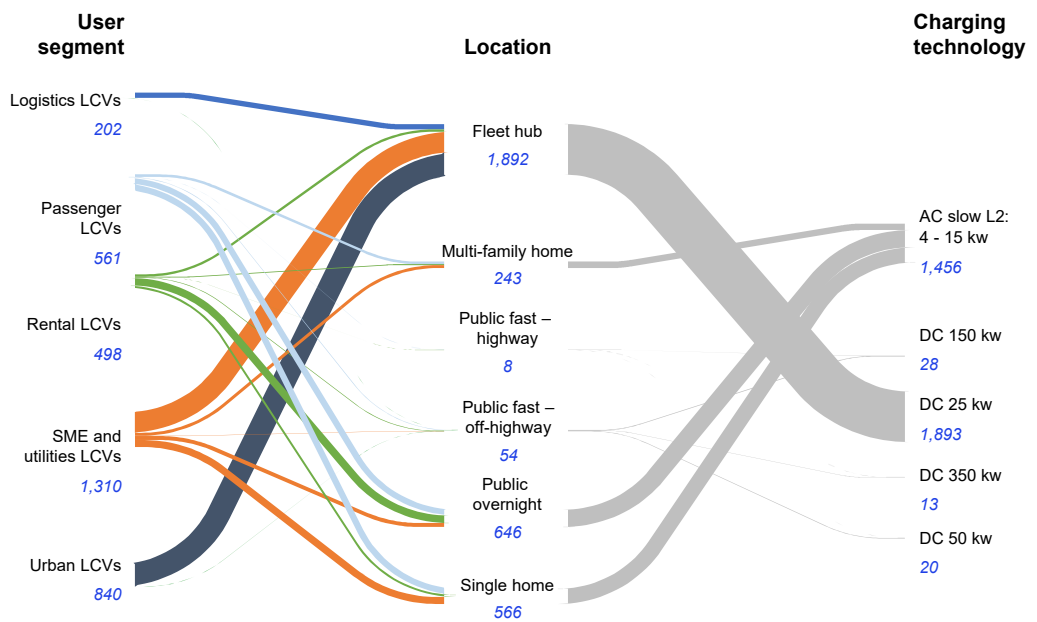 User
segment
Logistics LCVs
202
Passenger
LCVs
561
Rental LCVs
498
SME and
utilities LCVs
1,310
Urban LCVs
840
Location
Fleet hub
1,892
Multi-family home
243
Public fast –
highway
8
Public fast –
off-highway
54
Public
overnight
646
Single home
566
Charging
technology
AC slow L2:
4 - 15 kw
1,456
DC 150 kw
28
DC 25 kw
1,893
DC 350 kw
13
DC 50 kw
20